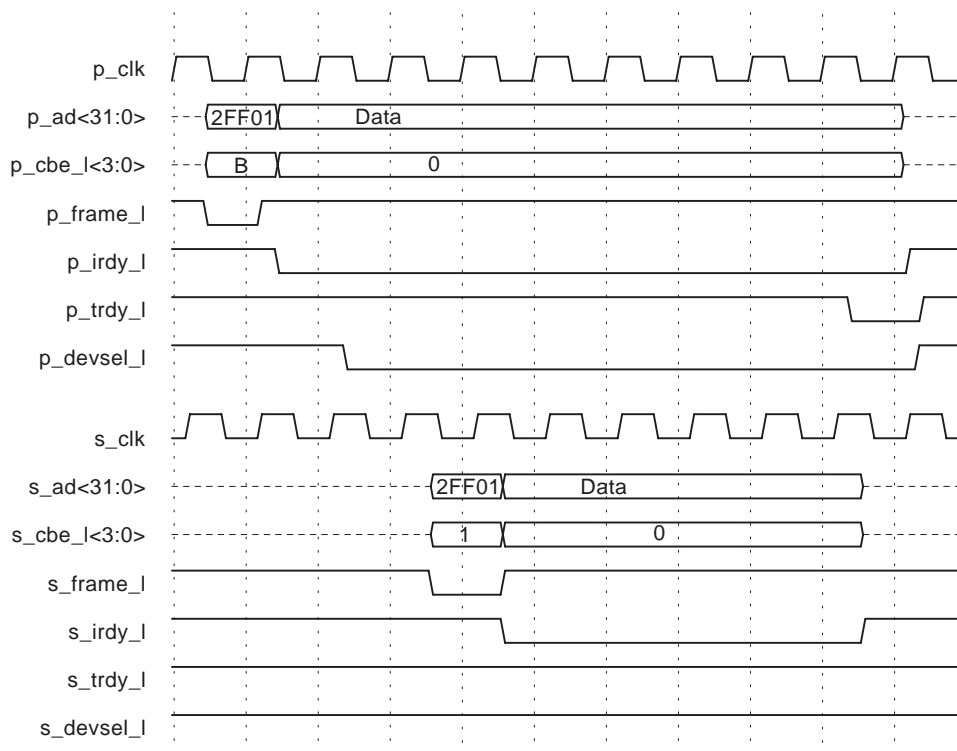 p_clk
p_ad<31:0> 2FF01 Data
p_cbe_l<3:0> B 0
p_frame_l
p_irdy_l
p_trdy_l
p_devsel_l
s_clk
s_ad<31:0> 2FF01 Data
s_cbe_l<3:0> 1 0
s_frame_l
s_irdy_l
s_trdy_l
s_devsel_l